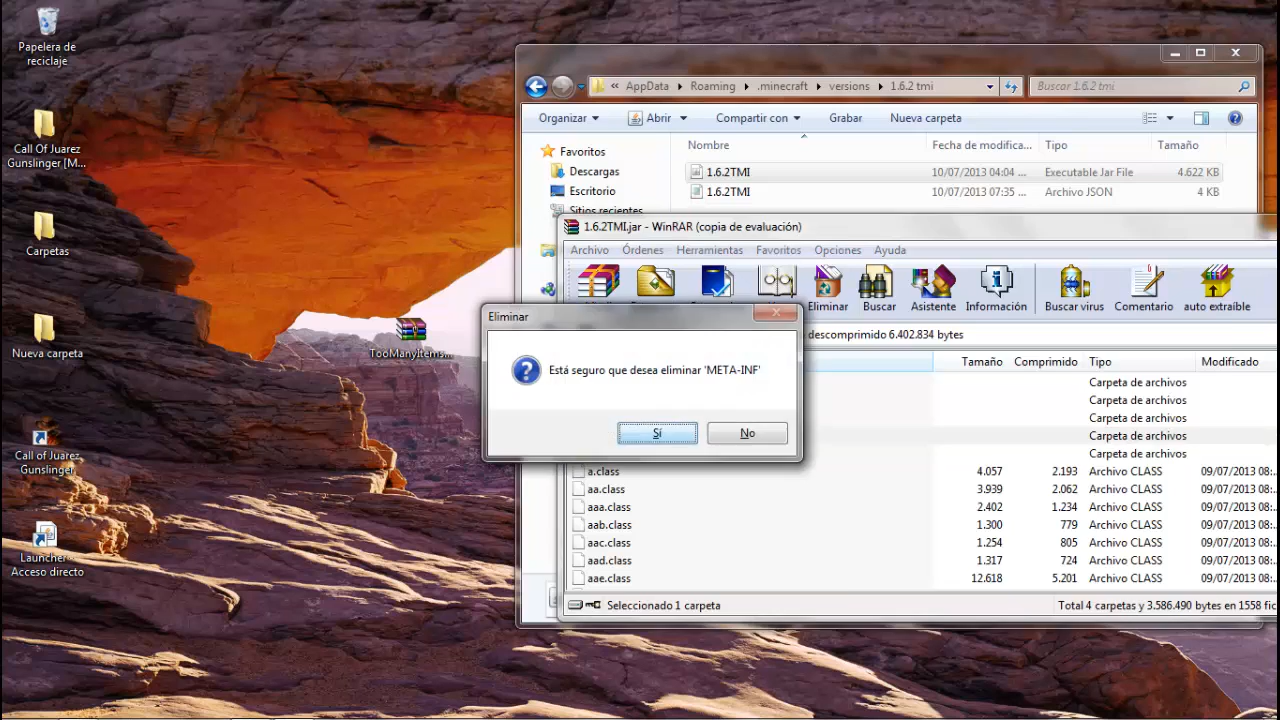 Papelera de
reciclaje
Call Of Juarez
Gunslinger [M...
Carpetas
Nueva carpeta
TooManyItems...
Call of Juarez
Gunslinger
Launcher -
Acceso directo
« AppData Roaming .minecraft versions 1.6.2 tmi
Buscar 1.6.2 tmi
Organizar Abrir Compartir con Grabar Nueva carpeta
Nombre Fecha de modifica... Tipo Tamaño
Favoritos
Descargas
Escritorio
Sitios recientes
1.6.2TMI 10/07/2013 04:04 ... Executable Jar File 4.622 KB
1.6.2TMI 10/07/2013 07:35 ... Archivo JSON 4 KB
1.6.2TMI.jar - WinRAR (copia de evaluación)
Archivo Órdenes Herramientas Favoritos Opciones Ayuda
Eliminar Buscar Asistente Información Buscar virus Comentario auto extraíble
descomprimido 6.402.834 bytes
Tamaño Comprimido Tipo Modificado
Carpeta de archivos
Carpeta de archivos
Carpeta de archivos
Carpeta de archivos
Carpeta de archivos
a.class 4.057 2.193 Archivo CLASS 09/07/2013 08:...
aa.class 3.939 2.062 Archivo CLASS 09/07/2013 08:...
aaa.class 2.402 1.234 Archivo CLASS 09/07/2013 08:...
aab.class 1.300 779 Archivo CLASS 09/07/2013 08:...
aac.class 1.254 805 Archivo CLASS 09/07/2013 08:...
aad.class 1.317 724 Archivo CLASS 09/07/2013 08:...
aae.class 12.618 5.201 Archivo CLASS 09/07/2013 08:...
Seleccionado 1 carpeta
Total 4 carpetas y 3.586.490 bytes en 1558 fic
Eliminar
Está seguro que desea eliminar 'META-INF'
Sí No